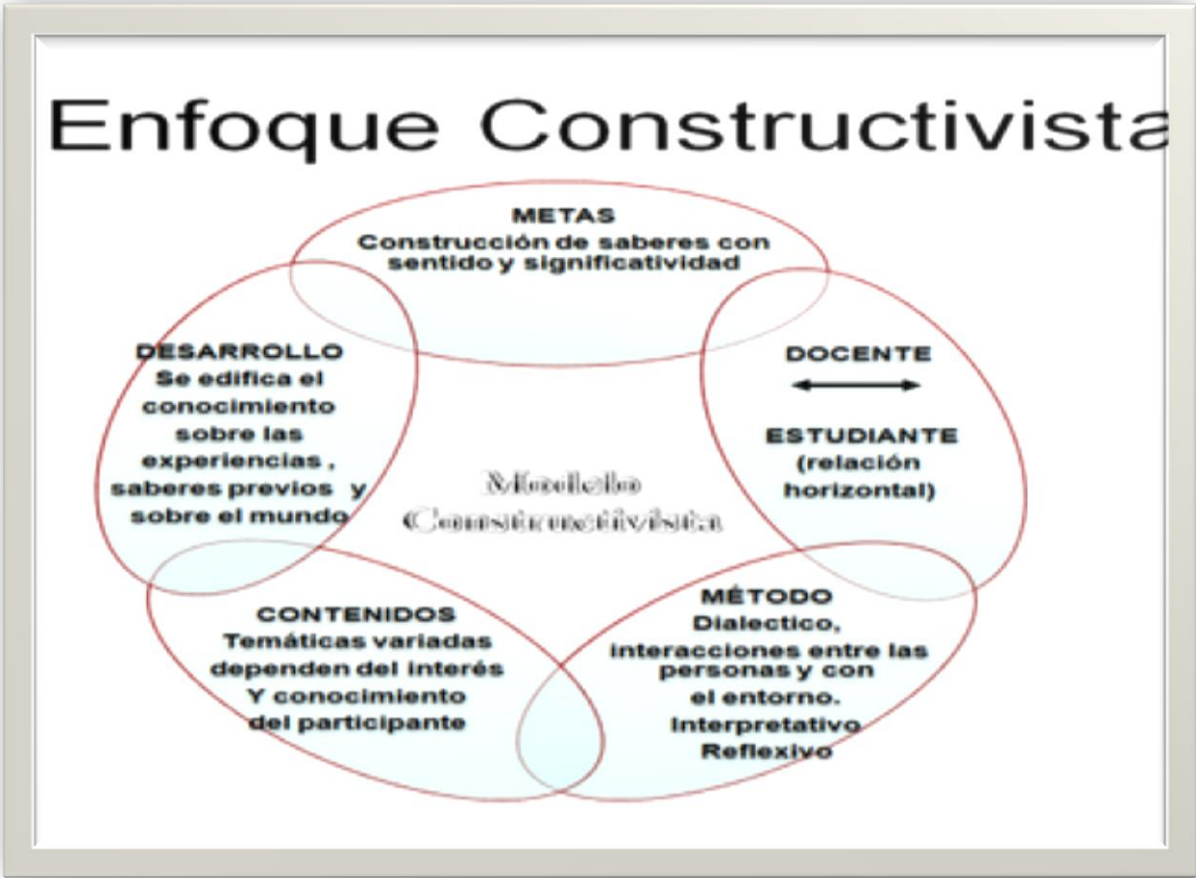 Enfoque Constructivista
METAS
Construcción de saberes con
sentido y significatividad
DESARROLLO
Se edifica el
conocimiento
sobre las
experiencias ,
saberes previos y
sobre el mundo
DOCENTE
ESTUDIANTE
(relación
horizontal)
Modelo
Constructivista
CONTENIDOS
Temáticas variadas
dependen del interés
Y conocimiento
del participante
MÉTODO
Dialectico,
interacciones entre las
personas y con
el entorno.
Interpretativo
Reflexivo